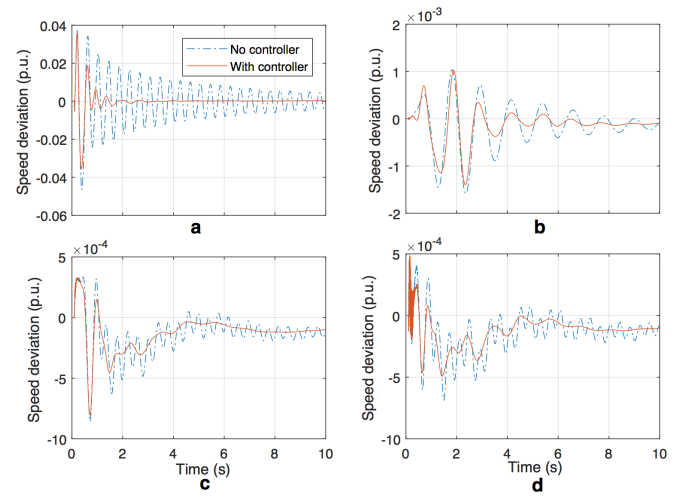 0.04
0.02
0
-0.02
-0.04
-0.06
Speed deviation (p.u.)
0 2 4 6 8 10
No controller
With controller
a
×10⁻³
2
1
0
-1
-2
Speed deviation (p.u.)
0 2 4 6 8 10
b
×10⁻⁴
5
0
-5
-10
Speed deviation (p.u.)
0 2 4 6 8 10
Time (s)
c
×10⁻⁴
5
0
-5
-10
Speed deviation (p.u.)
0 2 4 6 8 10
Time (s)
d